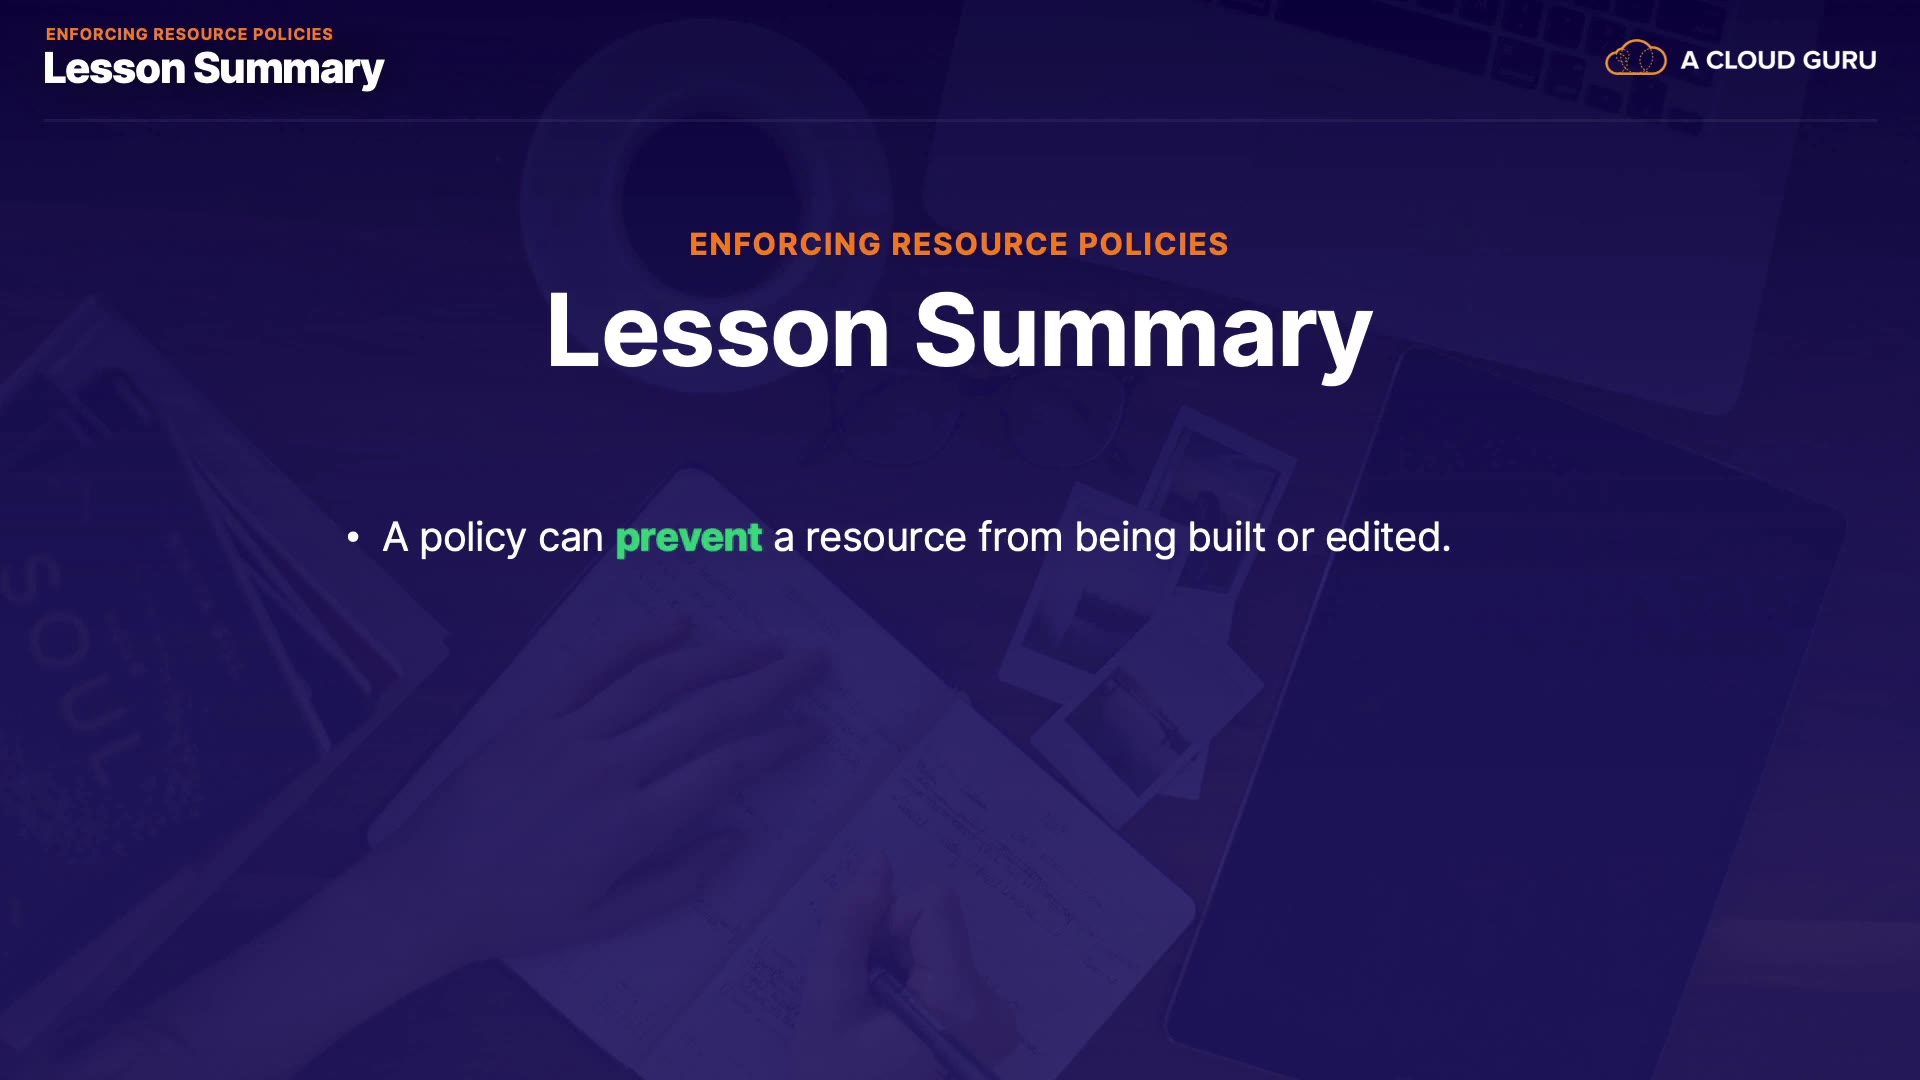 ENFORCING RESOURCE POLICIES
Lesson Summary
A CLOUD GURU
ENFORCING RESOURCE POLICIES
Lesson Summary
• A policy can prevent a resource from being built or edited.
SOUL